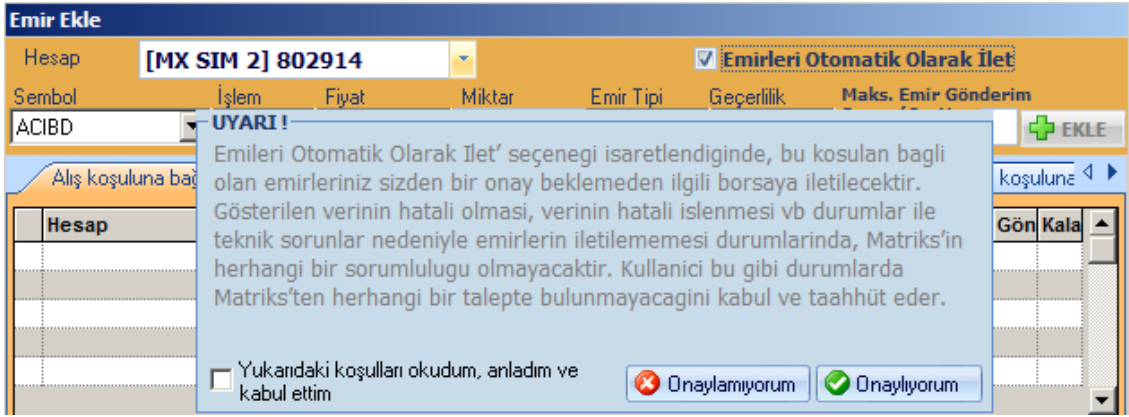 Emir Ekle
Hesap [MX SIM 2] 802914 Emirleri Otomatik Olarak İlet
Sembol İşlem Fiyat Miktar Emir Tipi Geçerlilik Maks. Emir Gönderim
ACIBD EKLE
UYARI !
Alış koşuluna bağ koşuluna
Emileri Otomatik Olarak Ilet’ seçenegi isaretlendiginde, bu kosulan bagli
olan emirleriniz sizden bir onay beklemeden ilgili borsaya iletilecektir.
Gösterilen verinin hatali olmasi, verinin hatali islenmesi vb durumlar ile
teknik sorunlar nedeniyle emirlerin iletilememesi durumlarinda, Matriks’in
herhangi bir sorumlulugu olmayacaktir. Kullanici bu gibi durumlarda
Matriks’ten herhangi bir talepte bulunmayacagini kabul ve taahhüt eder.
Hesap Gön Kala
Yukarıdaki koşulları okudum, anladım ve
kabul ettim
Onaylamıyorum Onaylıyorum